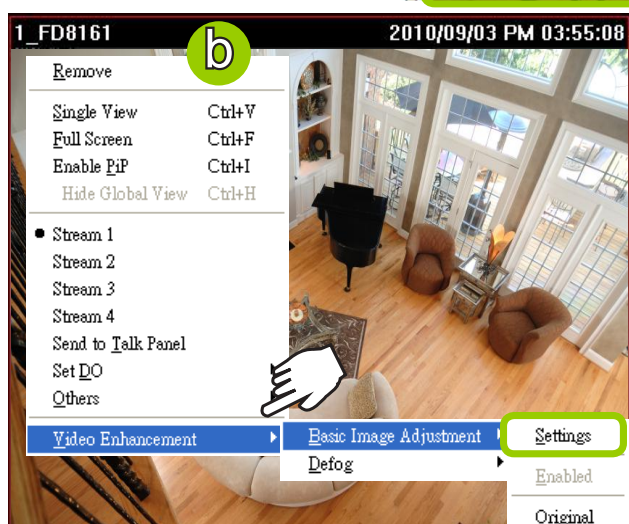 1_FD8161 2010/09/03 PM 03:55:08
b
Remove
Single View Ctrl+V
Full Screen Ctrl+F
Enable PiP Ctrl+I
Hide Global View Ctrl+H
Stream 1
Stream 2
Stream 3
Stream 4
Send to Talk Panel
Set DO
Others
Video Enhancement
Basic Image Adjustment
Defog
Settings
Enabled
Original